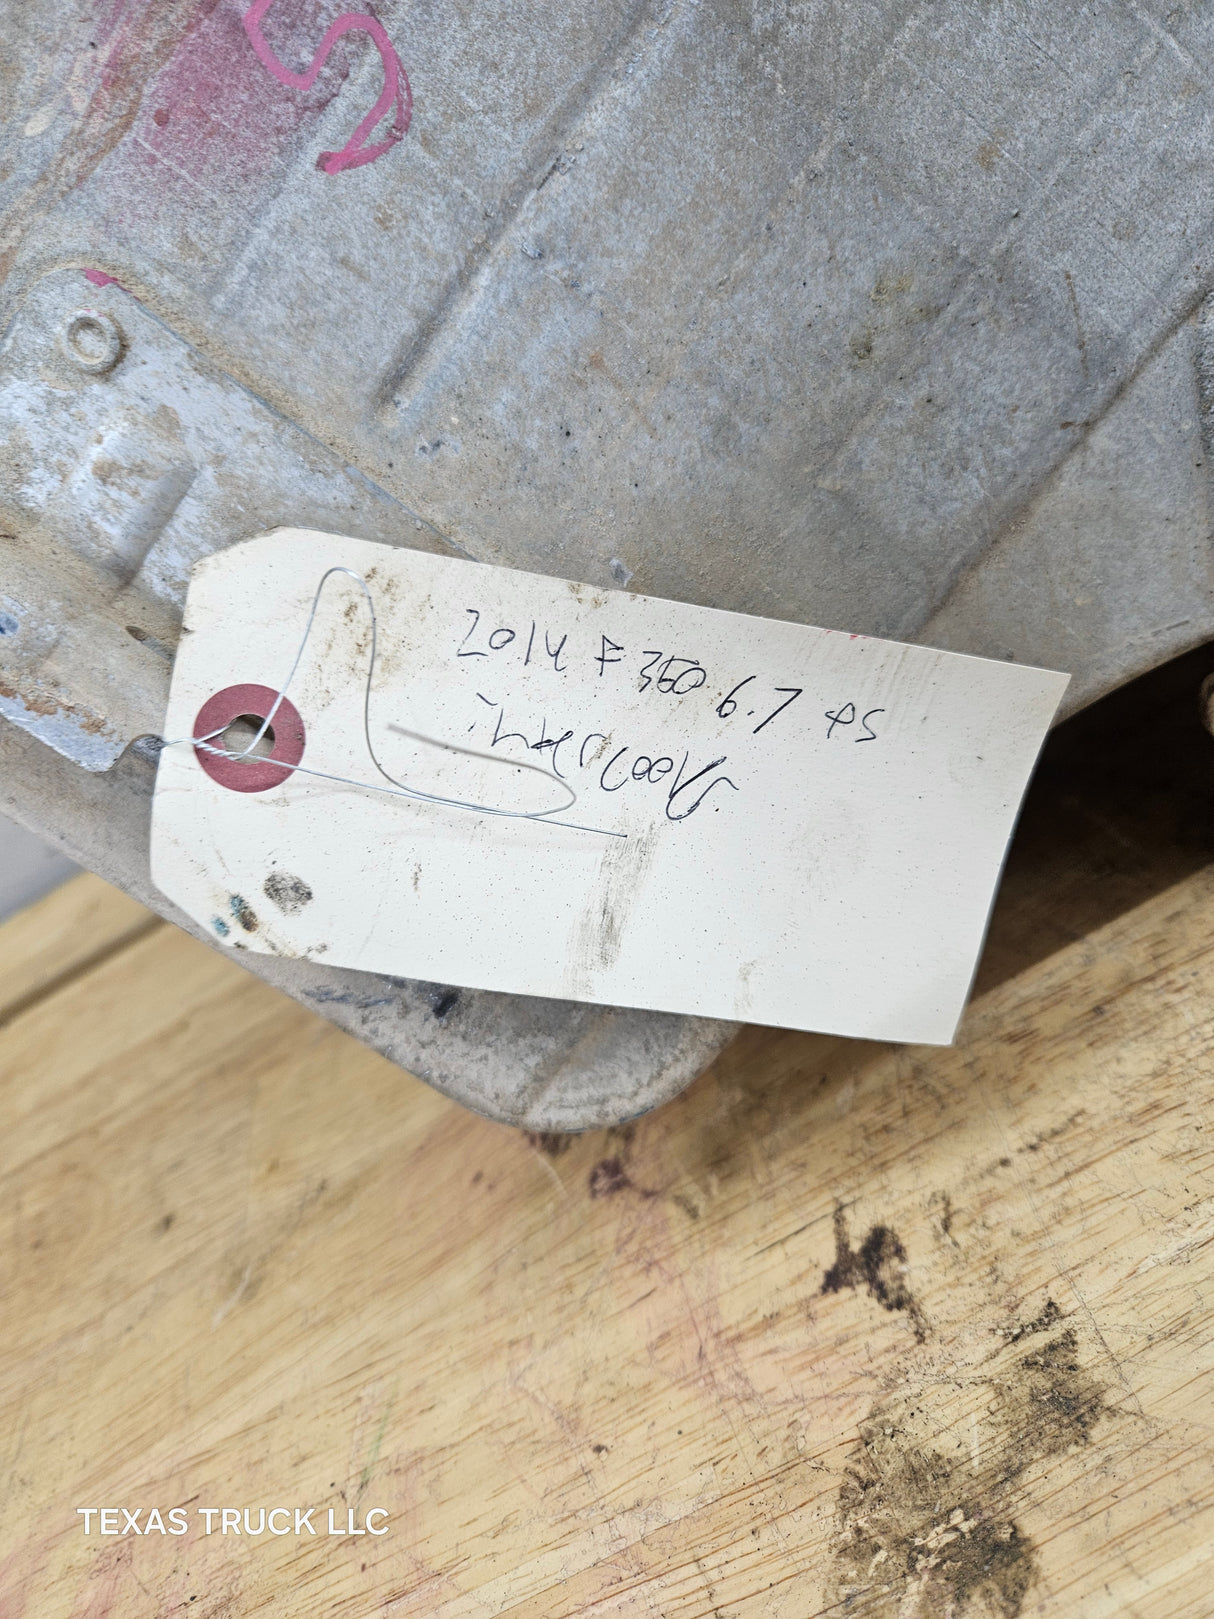 S
2014 F350 6.7 PS
intercooler
TEXAS TRUCK LLC